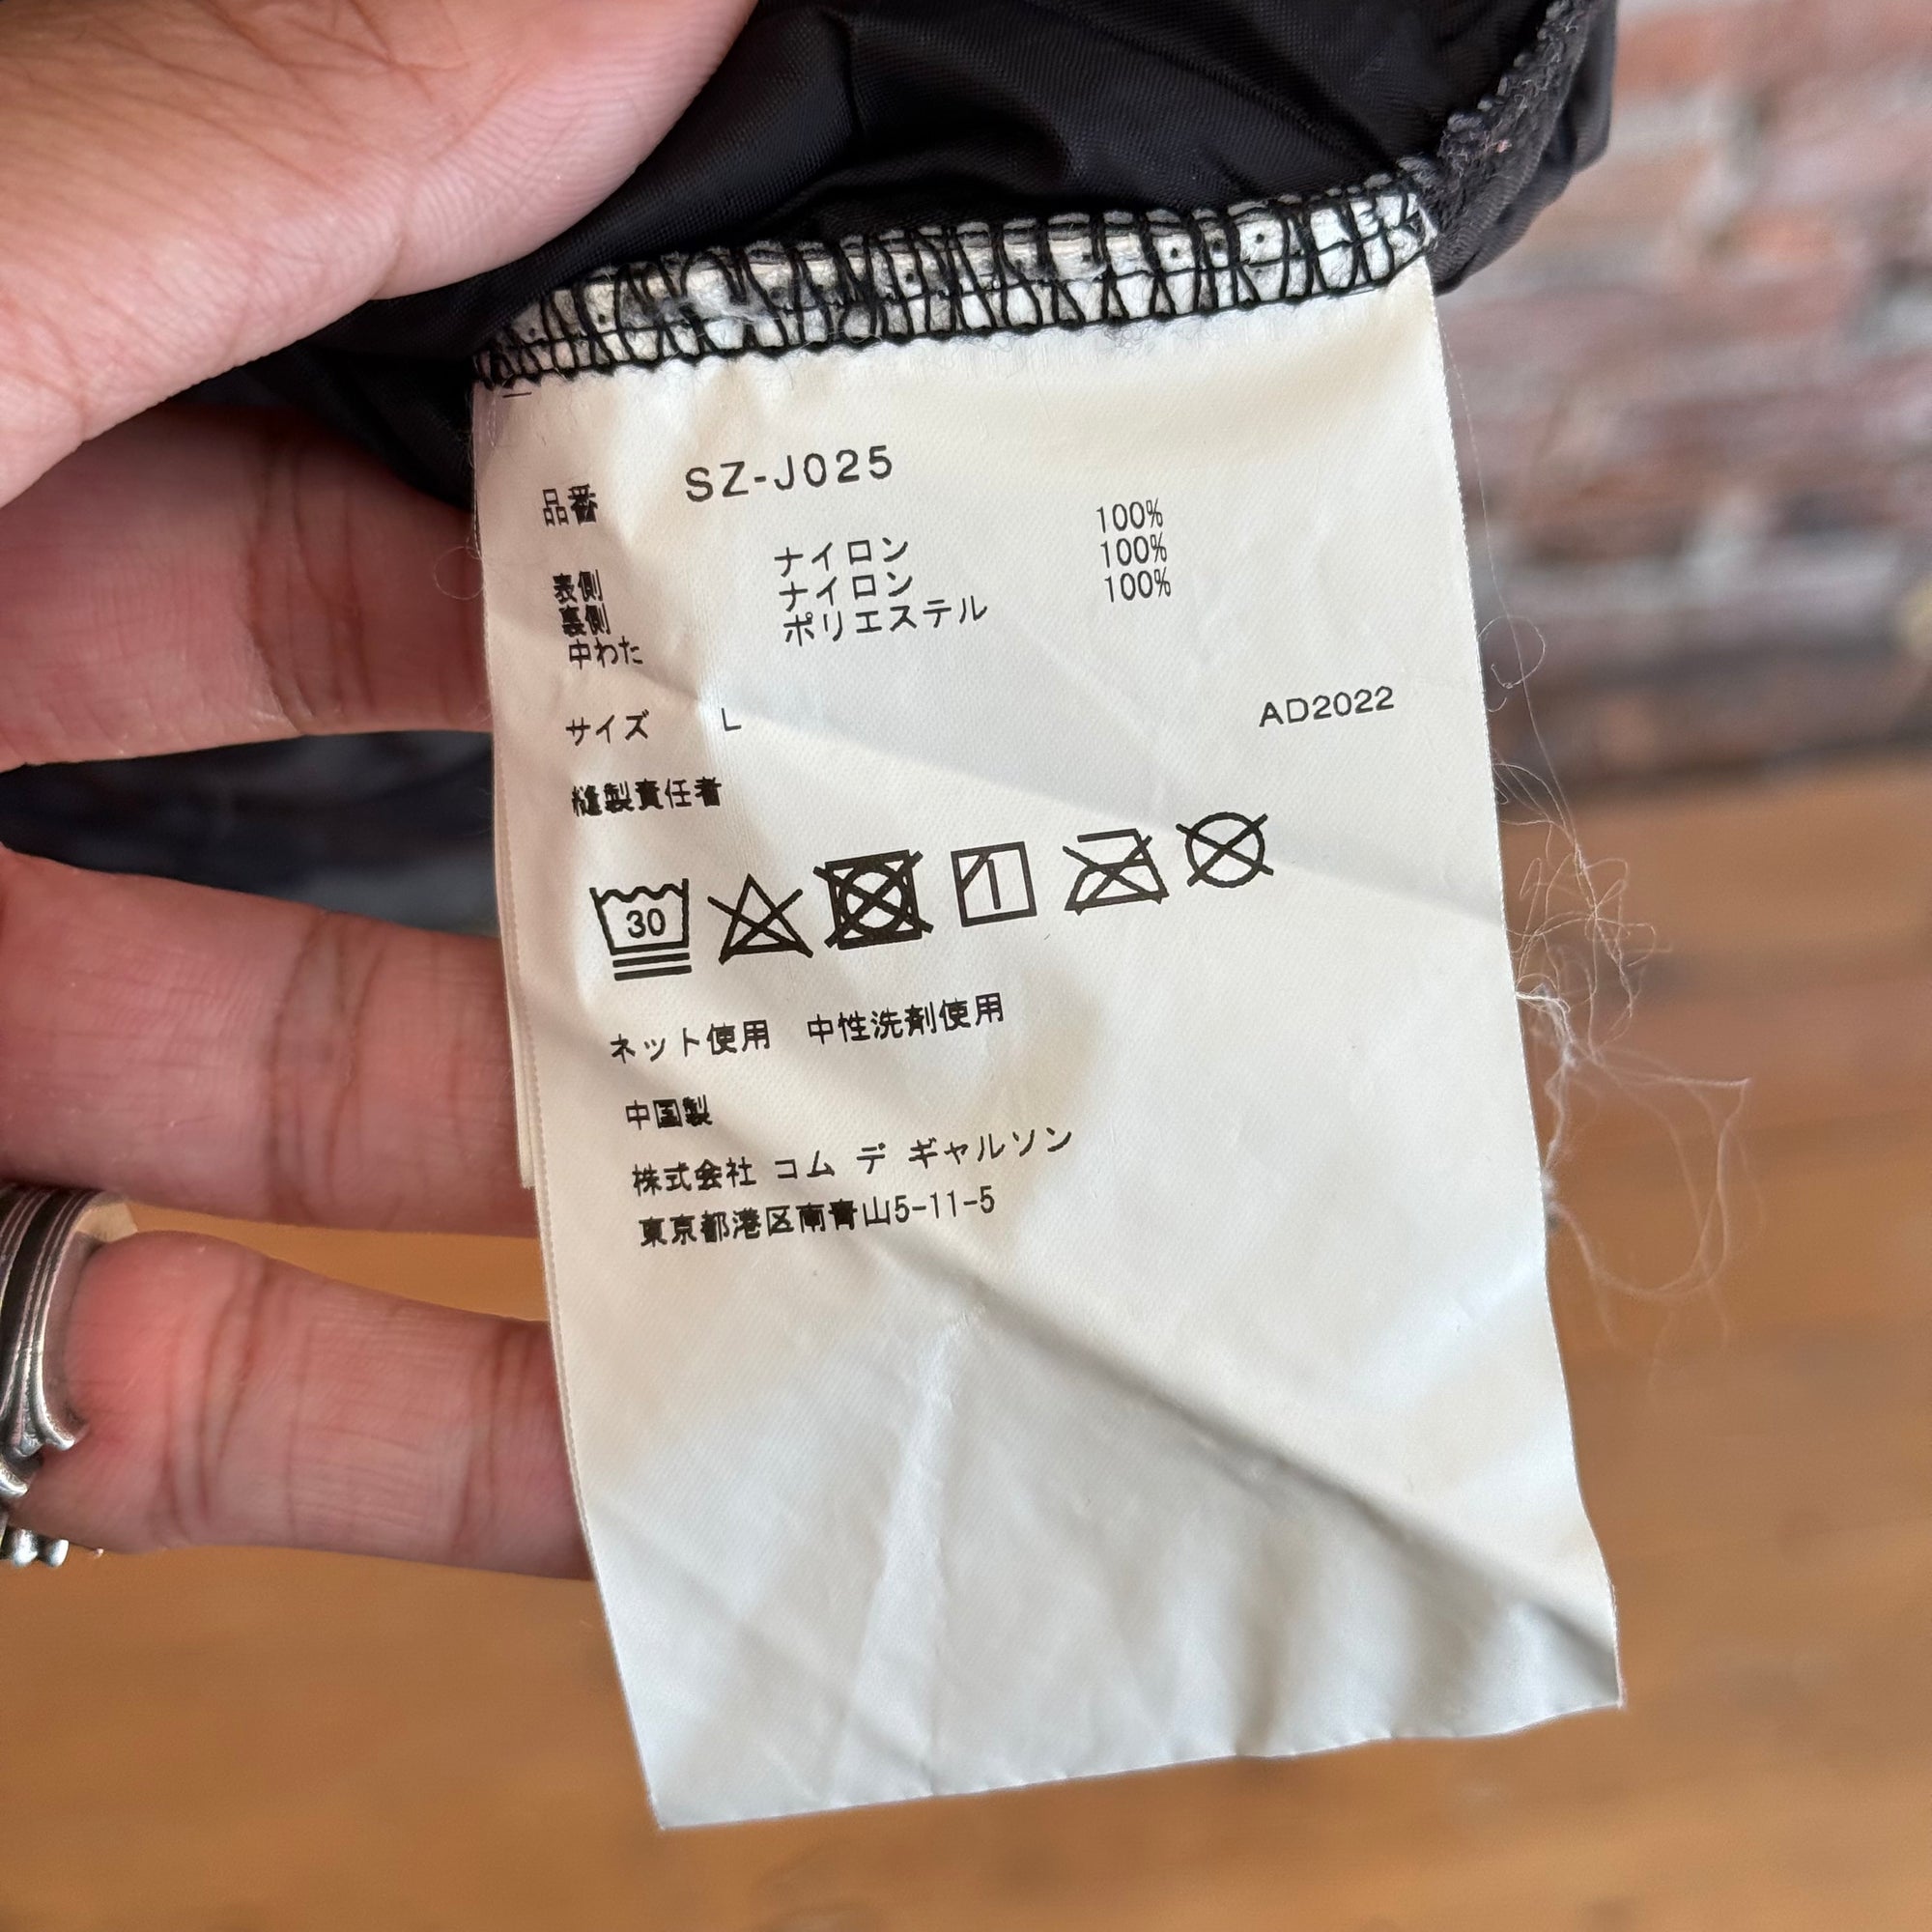 品番 SZ-J025
表側 ナイロン 100%
裏側 ナイロン 100%
中わた ポリエステル 100%
サイズ L AD2022
縫製責任者
30
ネット使用 中性洗剤使用
中国製
株式会社 コム デ ギャルソン
東京都港区南青山5-11-5